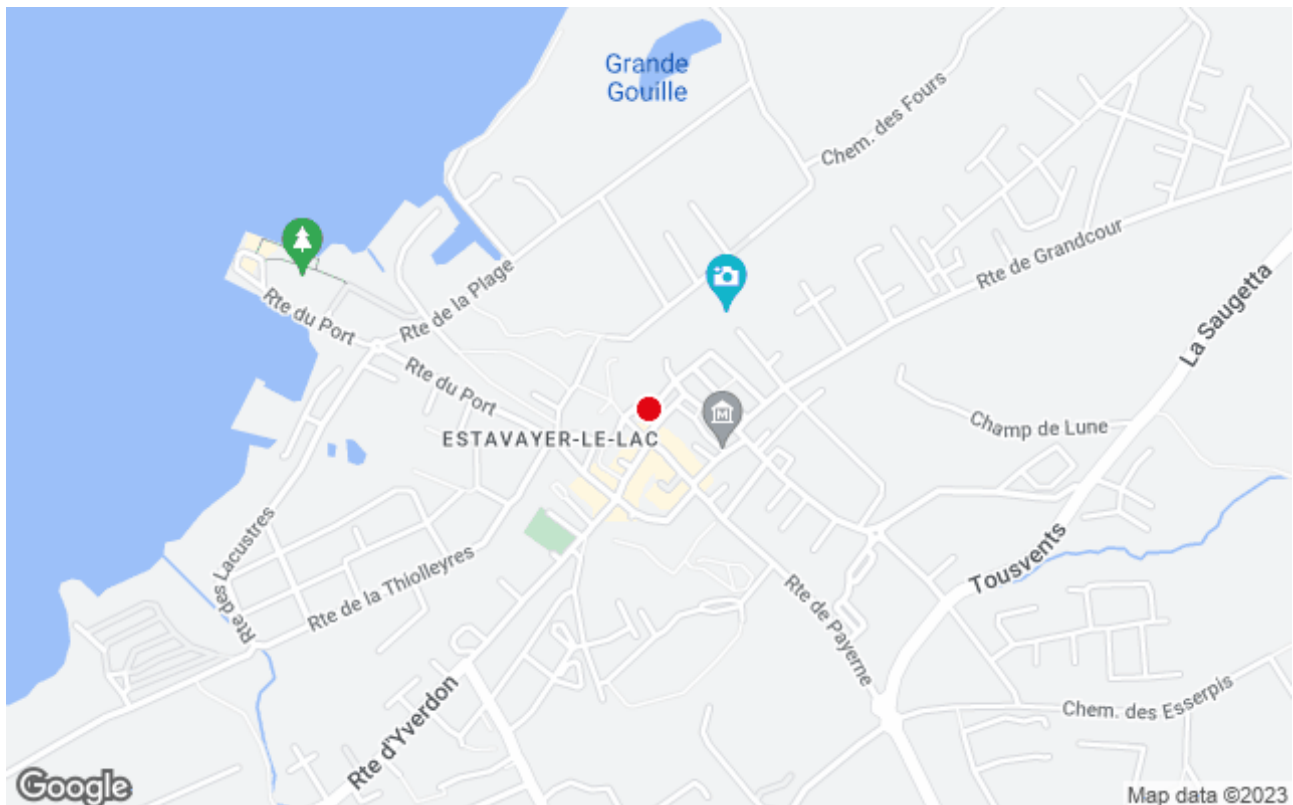 Grande
Gouille
Chem. des Fours
Rte de Grandcour
La Saugetta
Rte de la Plage
Rte du Port
Rte du Port
Champ de Lune
ESTAVAYER-LE-LAC
M
Rte des Lacustres
Rte de la Thiolleyres
Tousvents
Rte de Payerne
Rte d'Yverdon
Chem. des Esserpis
Google
Map data ©2023